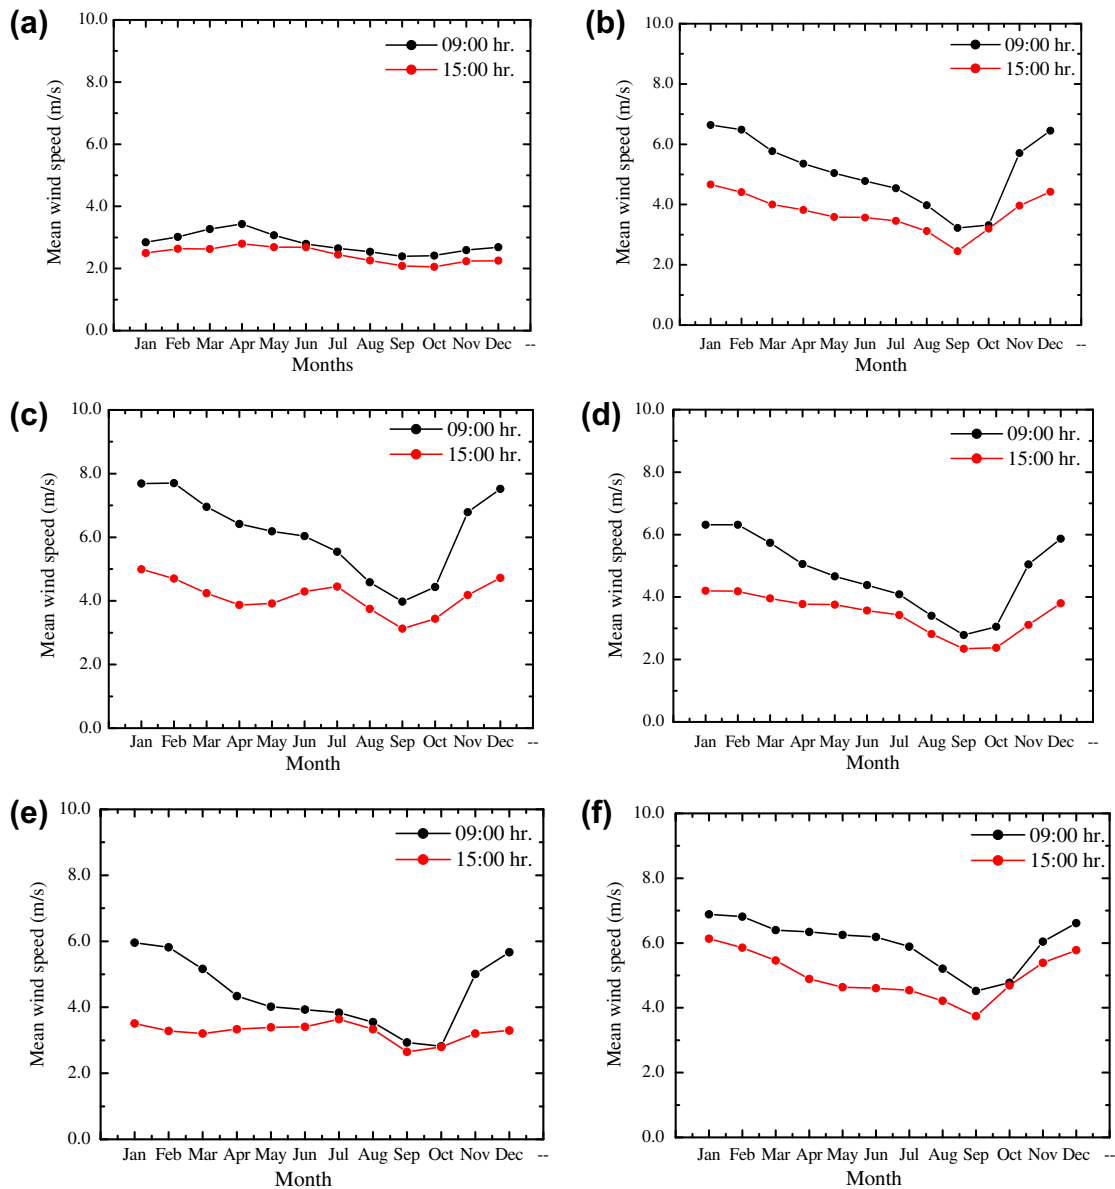 (a)
10.0
8.0
6.0
4.0
2.0
0.0
Mean wind speed (m/s)
09:00 hr.
15:00 hr.
Jan Feb Mar Apr May Jun Jul Aug Sep Oct Nov Dec --
Months
(b)
10.0
8.0
6.0
4.0
2.0
0.0
Mean wind speed (m/s)
09:00 hr.
15:00 hr.
Jan Feb Mar Apr May Jun Jul Aug Sep Oct Nov Dec --
Month
(c)
10.0
8.0
6.0
4.0
2.0
0.0
Mean wind speed (m/s)
09:00 hr.
15:00 hr.
Jan Feb Mar Apr May Jun Jul Aug Sep Oct Nov Dec --
Month
(d)
10.0
8.0
6.0
4.0
2.0
0.0
Mean wind speed (m/s)
09:00 hr.
15:00 hr.
Jan Feb Mar Apr May Jun Jul Aug Sep Oct Nov Dec --
Month
(e)
10.0
8.0
6.0
4.0
2.0
0.0
Mean wind speed (m/s)
09:00 hr.
15:00 hr.
Jan Feb Mar Apr May Jun Jul Aug Sep Oct Nov Dec --
Month
(f)
10.0
8.0
6.0
4.0
2.0
0.0
Mean wind speed (m/s)
09:00 hr.
15:00 hr.
Jan Feb Mar Apr May Jun Jul Aug Sep Oct Nov Dec --
Month